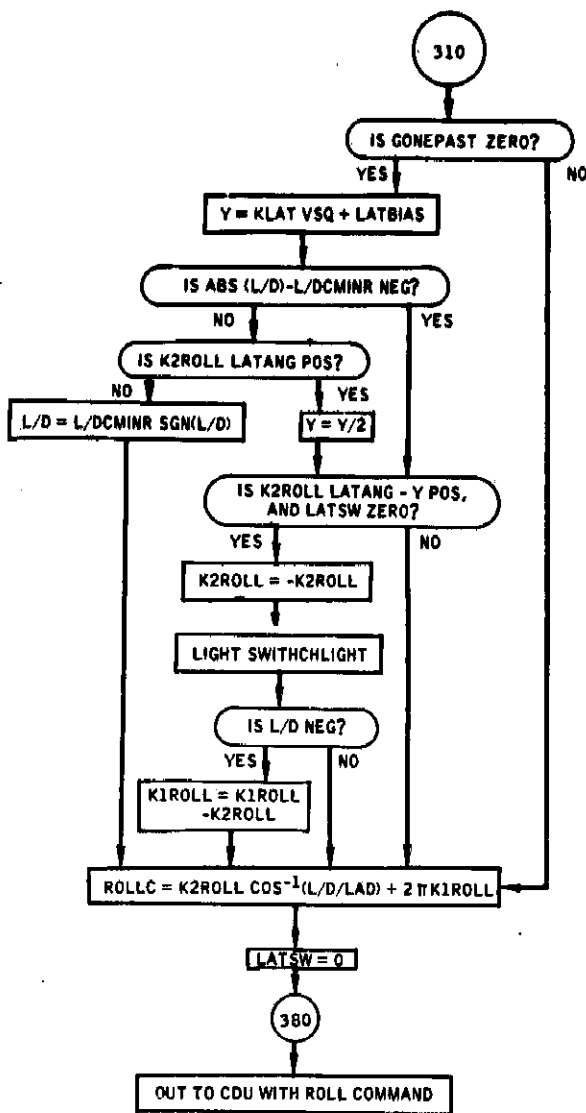 310
IS GONEPAST ZERO?
YES
NO
Y = KLAT VSQ + LATBIAS
IS ABS (L/D)-L/DCMINR NEG?
NO
YES
IS K2ROLL LATANG POS?
NO
YES
L/D = L/DCMINR SGN(L/D)
Y = Y/2
IS K2ROLL LATANG - Y POS,
AND LATSW ZERO?
YES
NO
K2ROLL = -K2ROLL
LIGHT SWITHCHLIGHT
IS L/D NEG?
YES
NO
K1ROLL = K1ROLL
-K2ROLL
ROLLC = K2ROLL COS⁻¹(L/D/LAD) + 2 π K1ROLL
LATSW = 0
380
OUT TO CDU WITH ROLL COMMAND